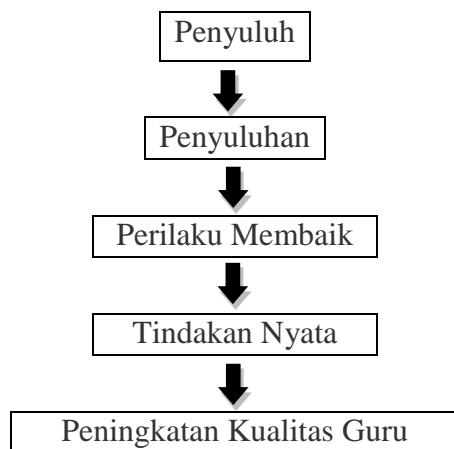 Penyuluh
Penyuluhan
Perilaku Membaik
Tindakan Nyata
Peningkatan Kualitas Guru